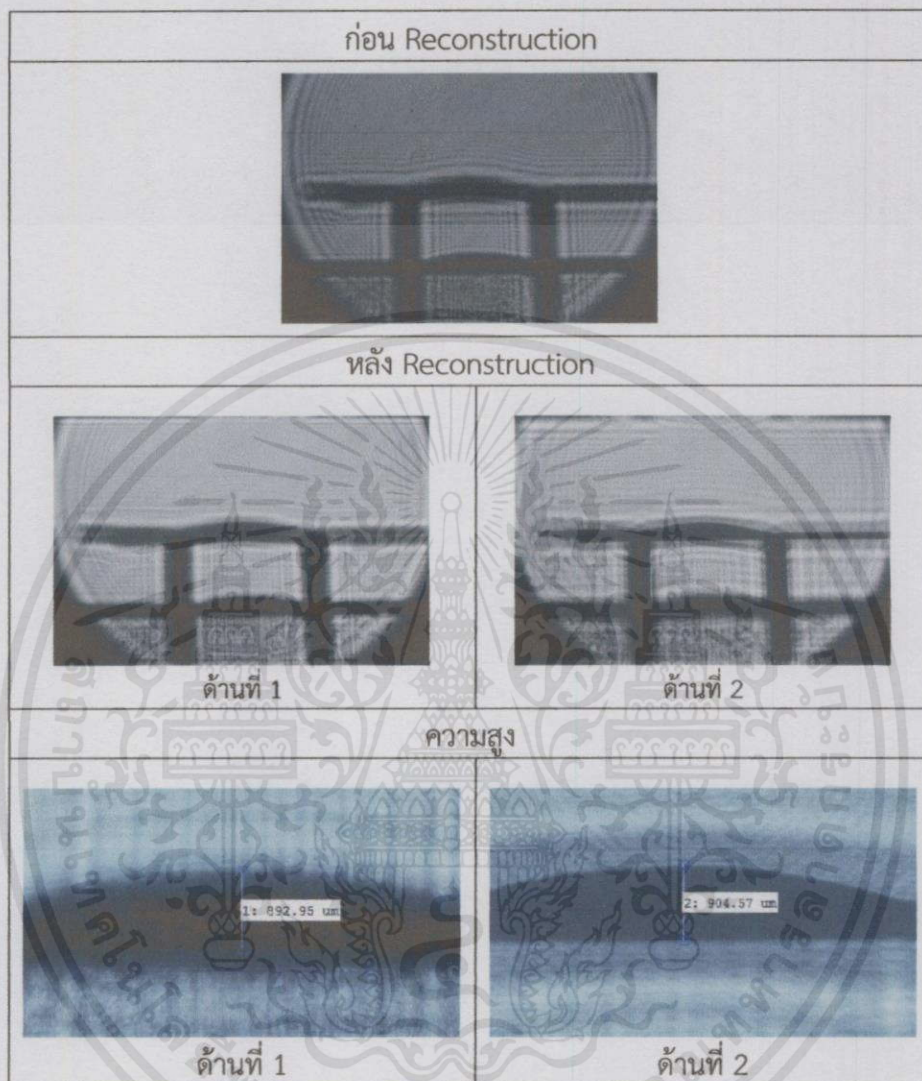 ก่อน Reconstruction
หลัง Reconstruction
ด้านที่ 1
ด้านที่ 2
ความสูง
1: 892.95 um
2: 904.57 um
ด้านที่ 1
ด้านที่ 2